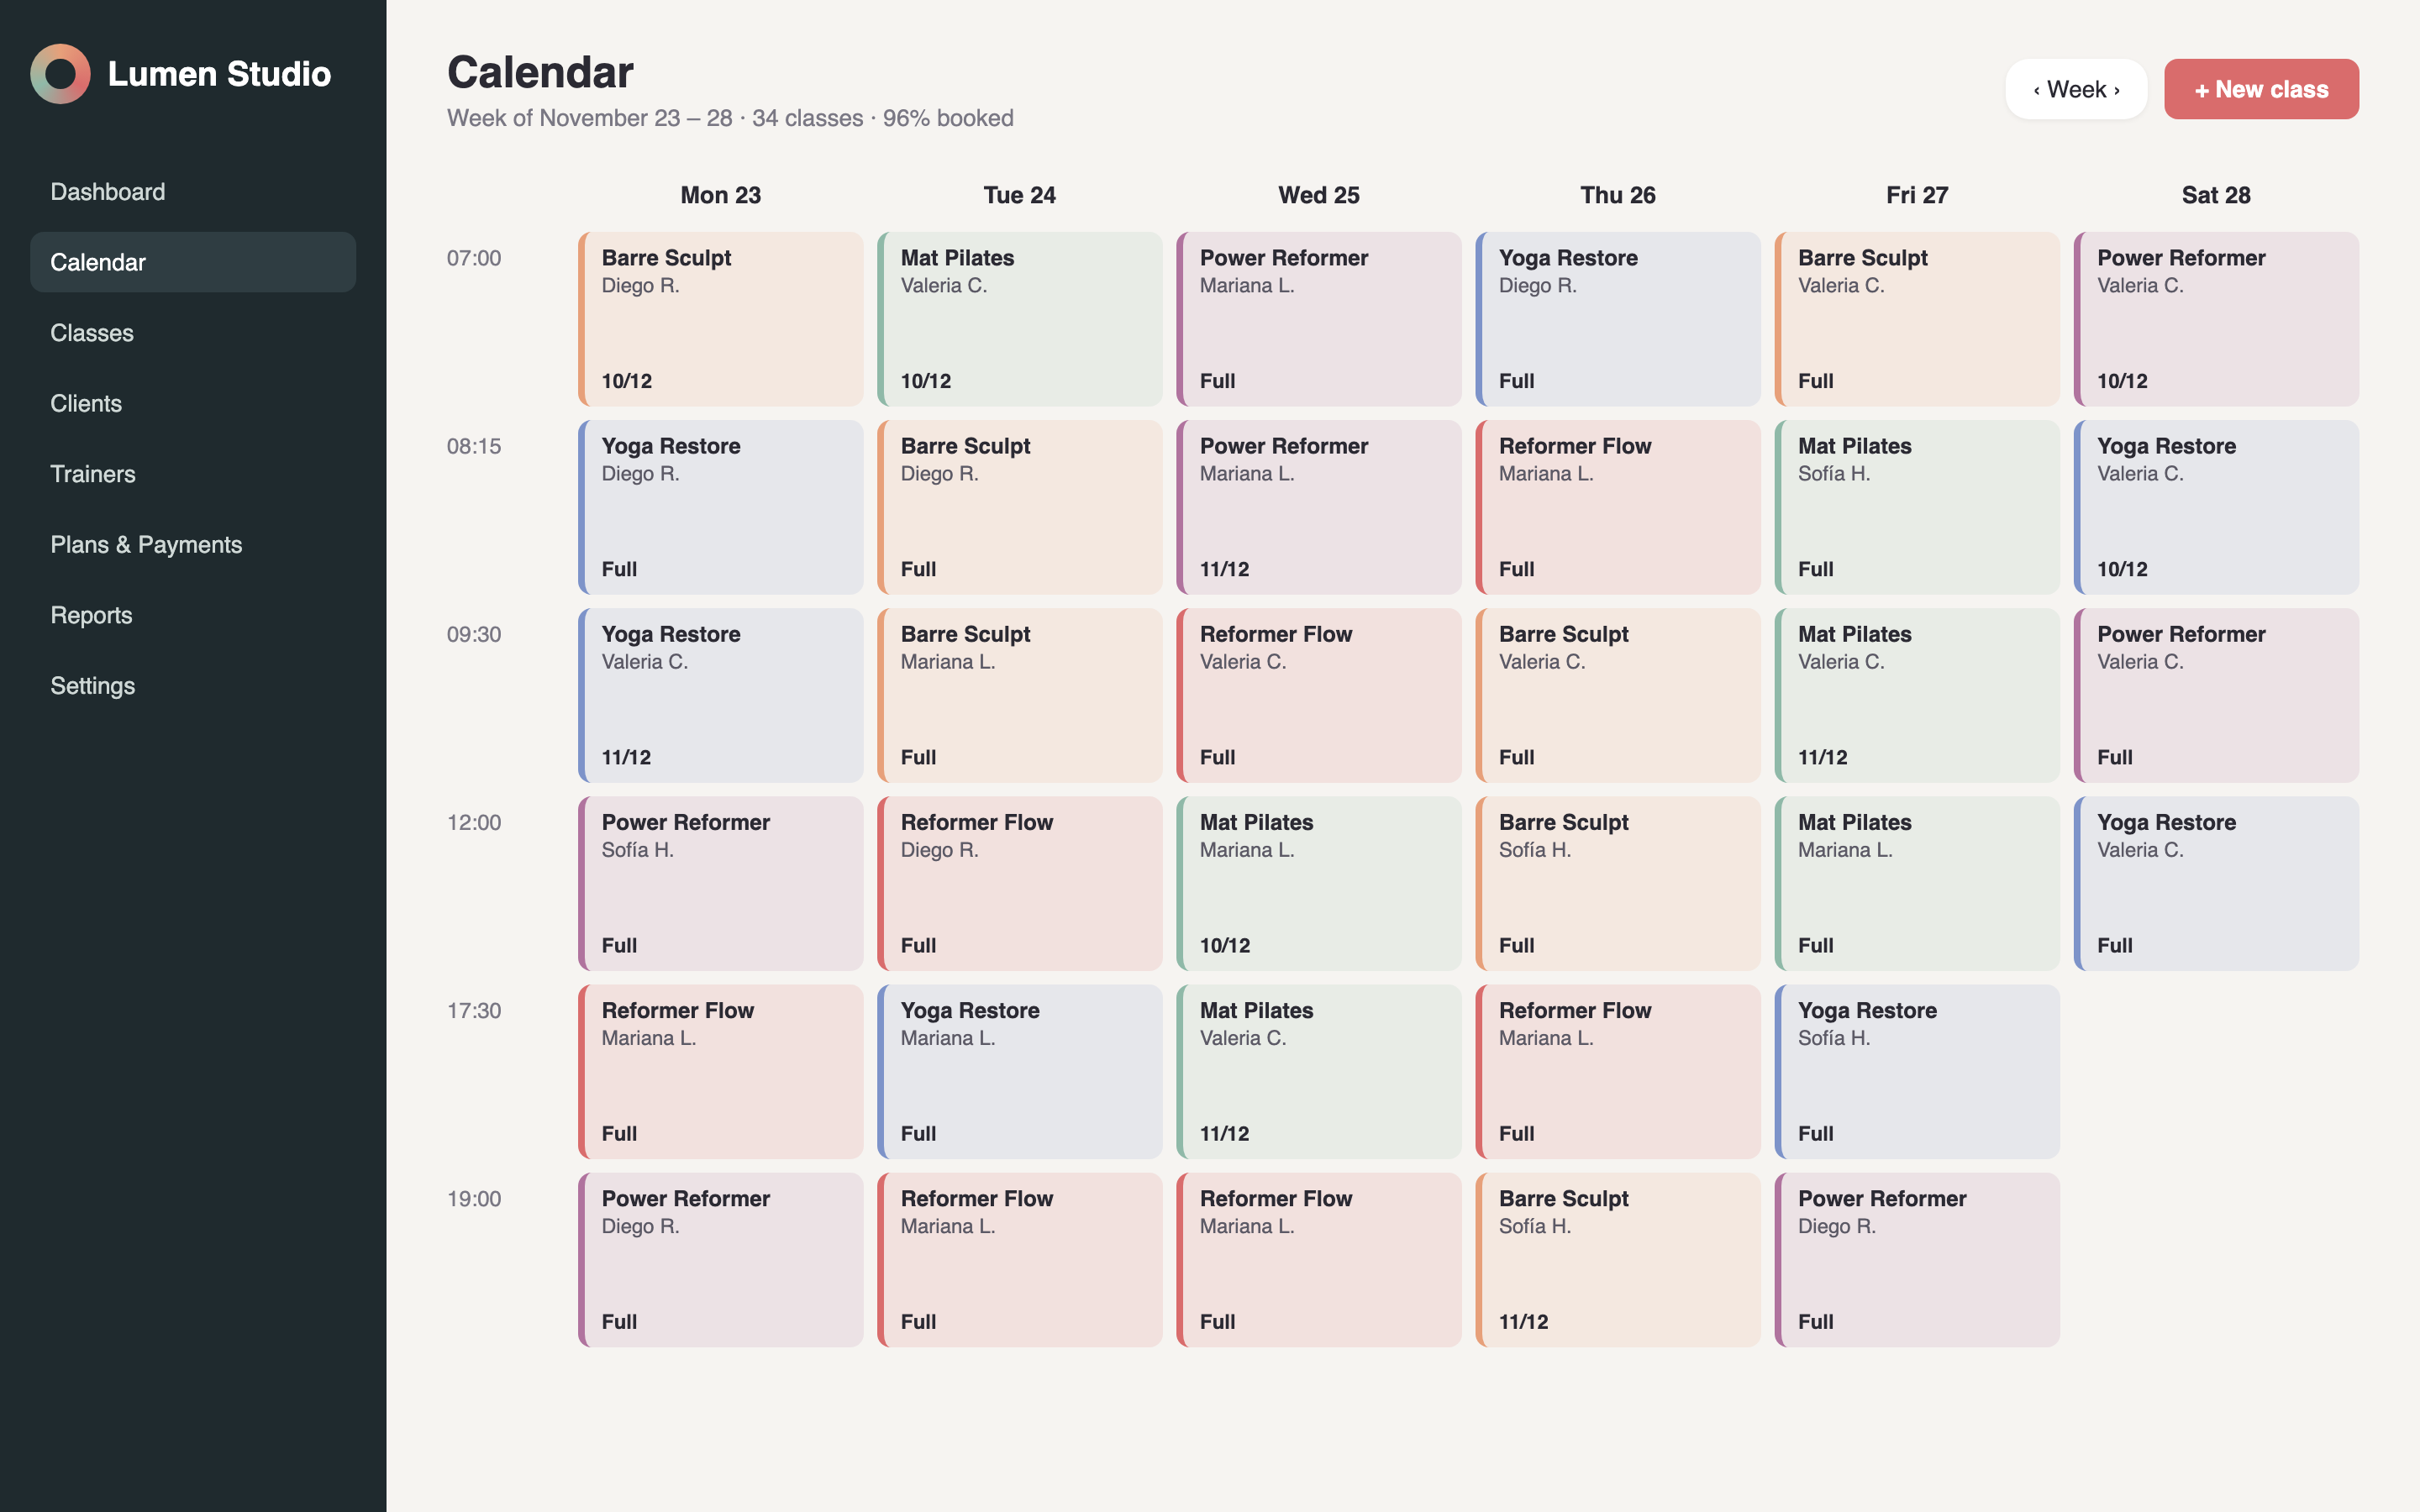 Lumen Studio
Dashboard
Calendar
Classes
Clients
Trainers
Plans & Payments
Reports
Settings
Calendar
Week of November 23 – 28 · 34 classes · 96% booked
‹ Week ›
+ New class
Mon 23
Tue 24
Wed 25
Thu 26
Fri 27
Sat 28
07:00
Barre Sculpt
Diego R.
10/12
Mat Pilates
Valeria C.
10/12
Power Reformer
Mariana L.
Full
Yoga Restore
Diego R.
Full
Barre Sculpt
Valeria C.
Full
Power Reformer
Valeria C.
10/12
08:15
Yoga Restore
Diego R.
Full
Barre Sculpt
Diego R.
Full
Power Reformer
Mariana L.
11/12
Reformer Flow
Mariana L.
Full
Mat Pilates
Sofía H.
Full
Yoga Restore
Valeria C.
10/12
09:30
Yoga Restore
Valeria C.
11/12
Barre Sculpt
Mariana L.
Full
Reformer Flow
Valeria C.
Full
Barre Sculpt
Valeria C.
Full
Mat Pilates
Valeria C.
11/12
Power Reformer
Valeria C.
Full
12:00
Power Reformer
Sofía H.
Full
Reformer Flow
Diego R.
Full
Mat Pilates
Mariana L.
10/12
Barre Sculpt
Sofía H.
Full
Mat Pilates
Mariana L.
Full
Yoga Restore
Valeria C.
Full
17:30
Reformer Flow
Mariana L.
Full
Yoga Restore
Mariana L.
Full
Mat Pilates
Valeria C.
11/12
Reformer Flow
Mariana L.
Full
Yoga Restore
Sofía H.
Full
19:00
Power Reformer
Diego R.
Full
Reformer Flow
Mariana L.
Full
Reformer Flow
Mariana L.
Full
Barre Sculpt
Sofía H.
11/12
Power Reformer
Diego R.
Full